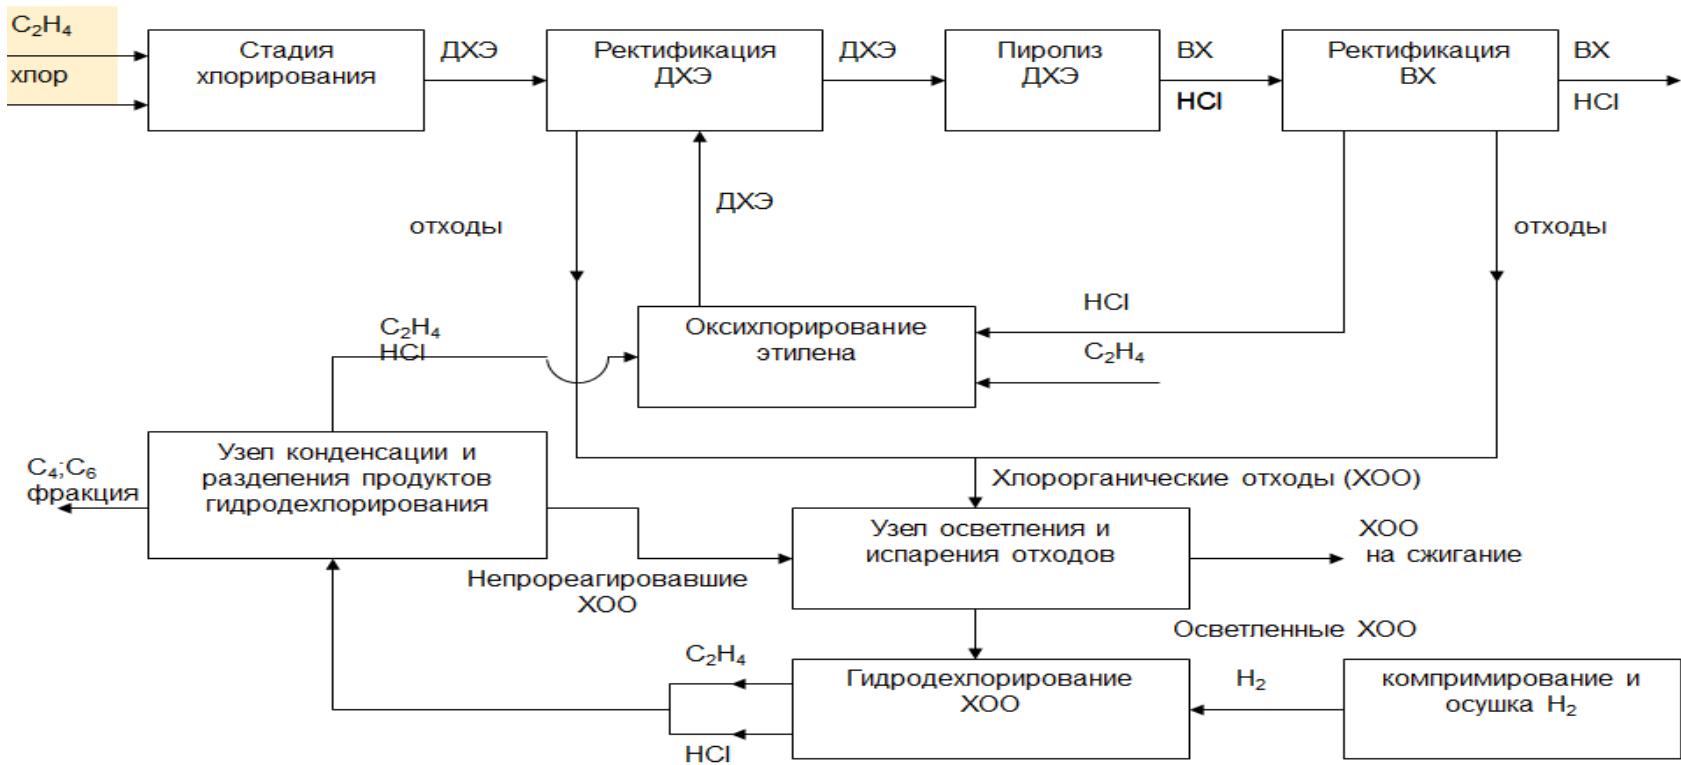 C₂H₄
хлор
Стадия
хлорирования
ДХЭ
Ректификация
ДХЭ
ДХЭ
Пиролиз
ДХЭ
ВХ
HCl
Ректификация
ВХ
ВХ
HCl
отходы
ДХЭ
отходы
C₂H₄
HCl
Оксихлорирование
этилена
HCl
C₂H₄
C₄;C₆
фракция
Узел конденсации и
разделения продуктов
гидродехлорирования
Хлорорганические отходы (ХОО)
Узел осветления и
испарения отходов
ХОО
на сжигание
Непрореагировавшие
ХОО
Осветленные ХОО
C₂H₄
HCl
Гидродехлорирование
ХОО
H₂
компримирование и
осушка H₂